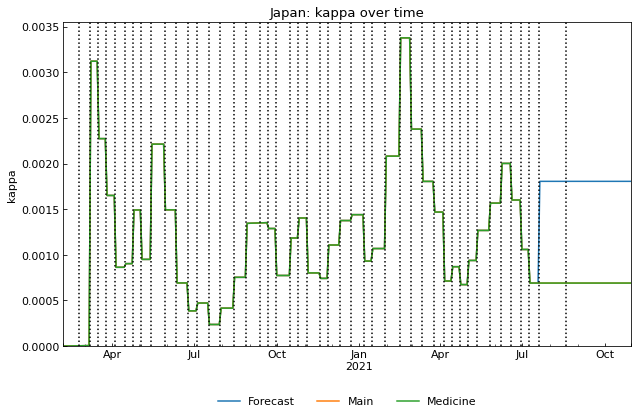 Japan: kappa over time
0.0035
0.0030
0.0025
0.0020
0.0015
0.0010
0.0005
0.0000
kappa
Apr Jul Oct Jan Apr Jul Oct
2021
Forecast Main Medicine